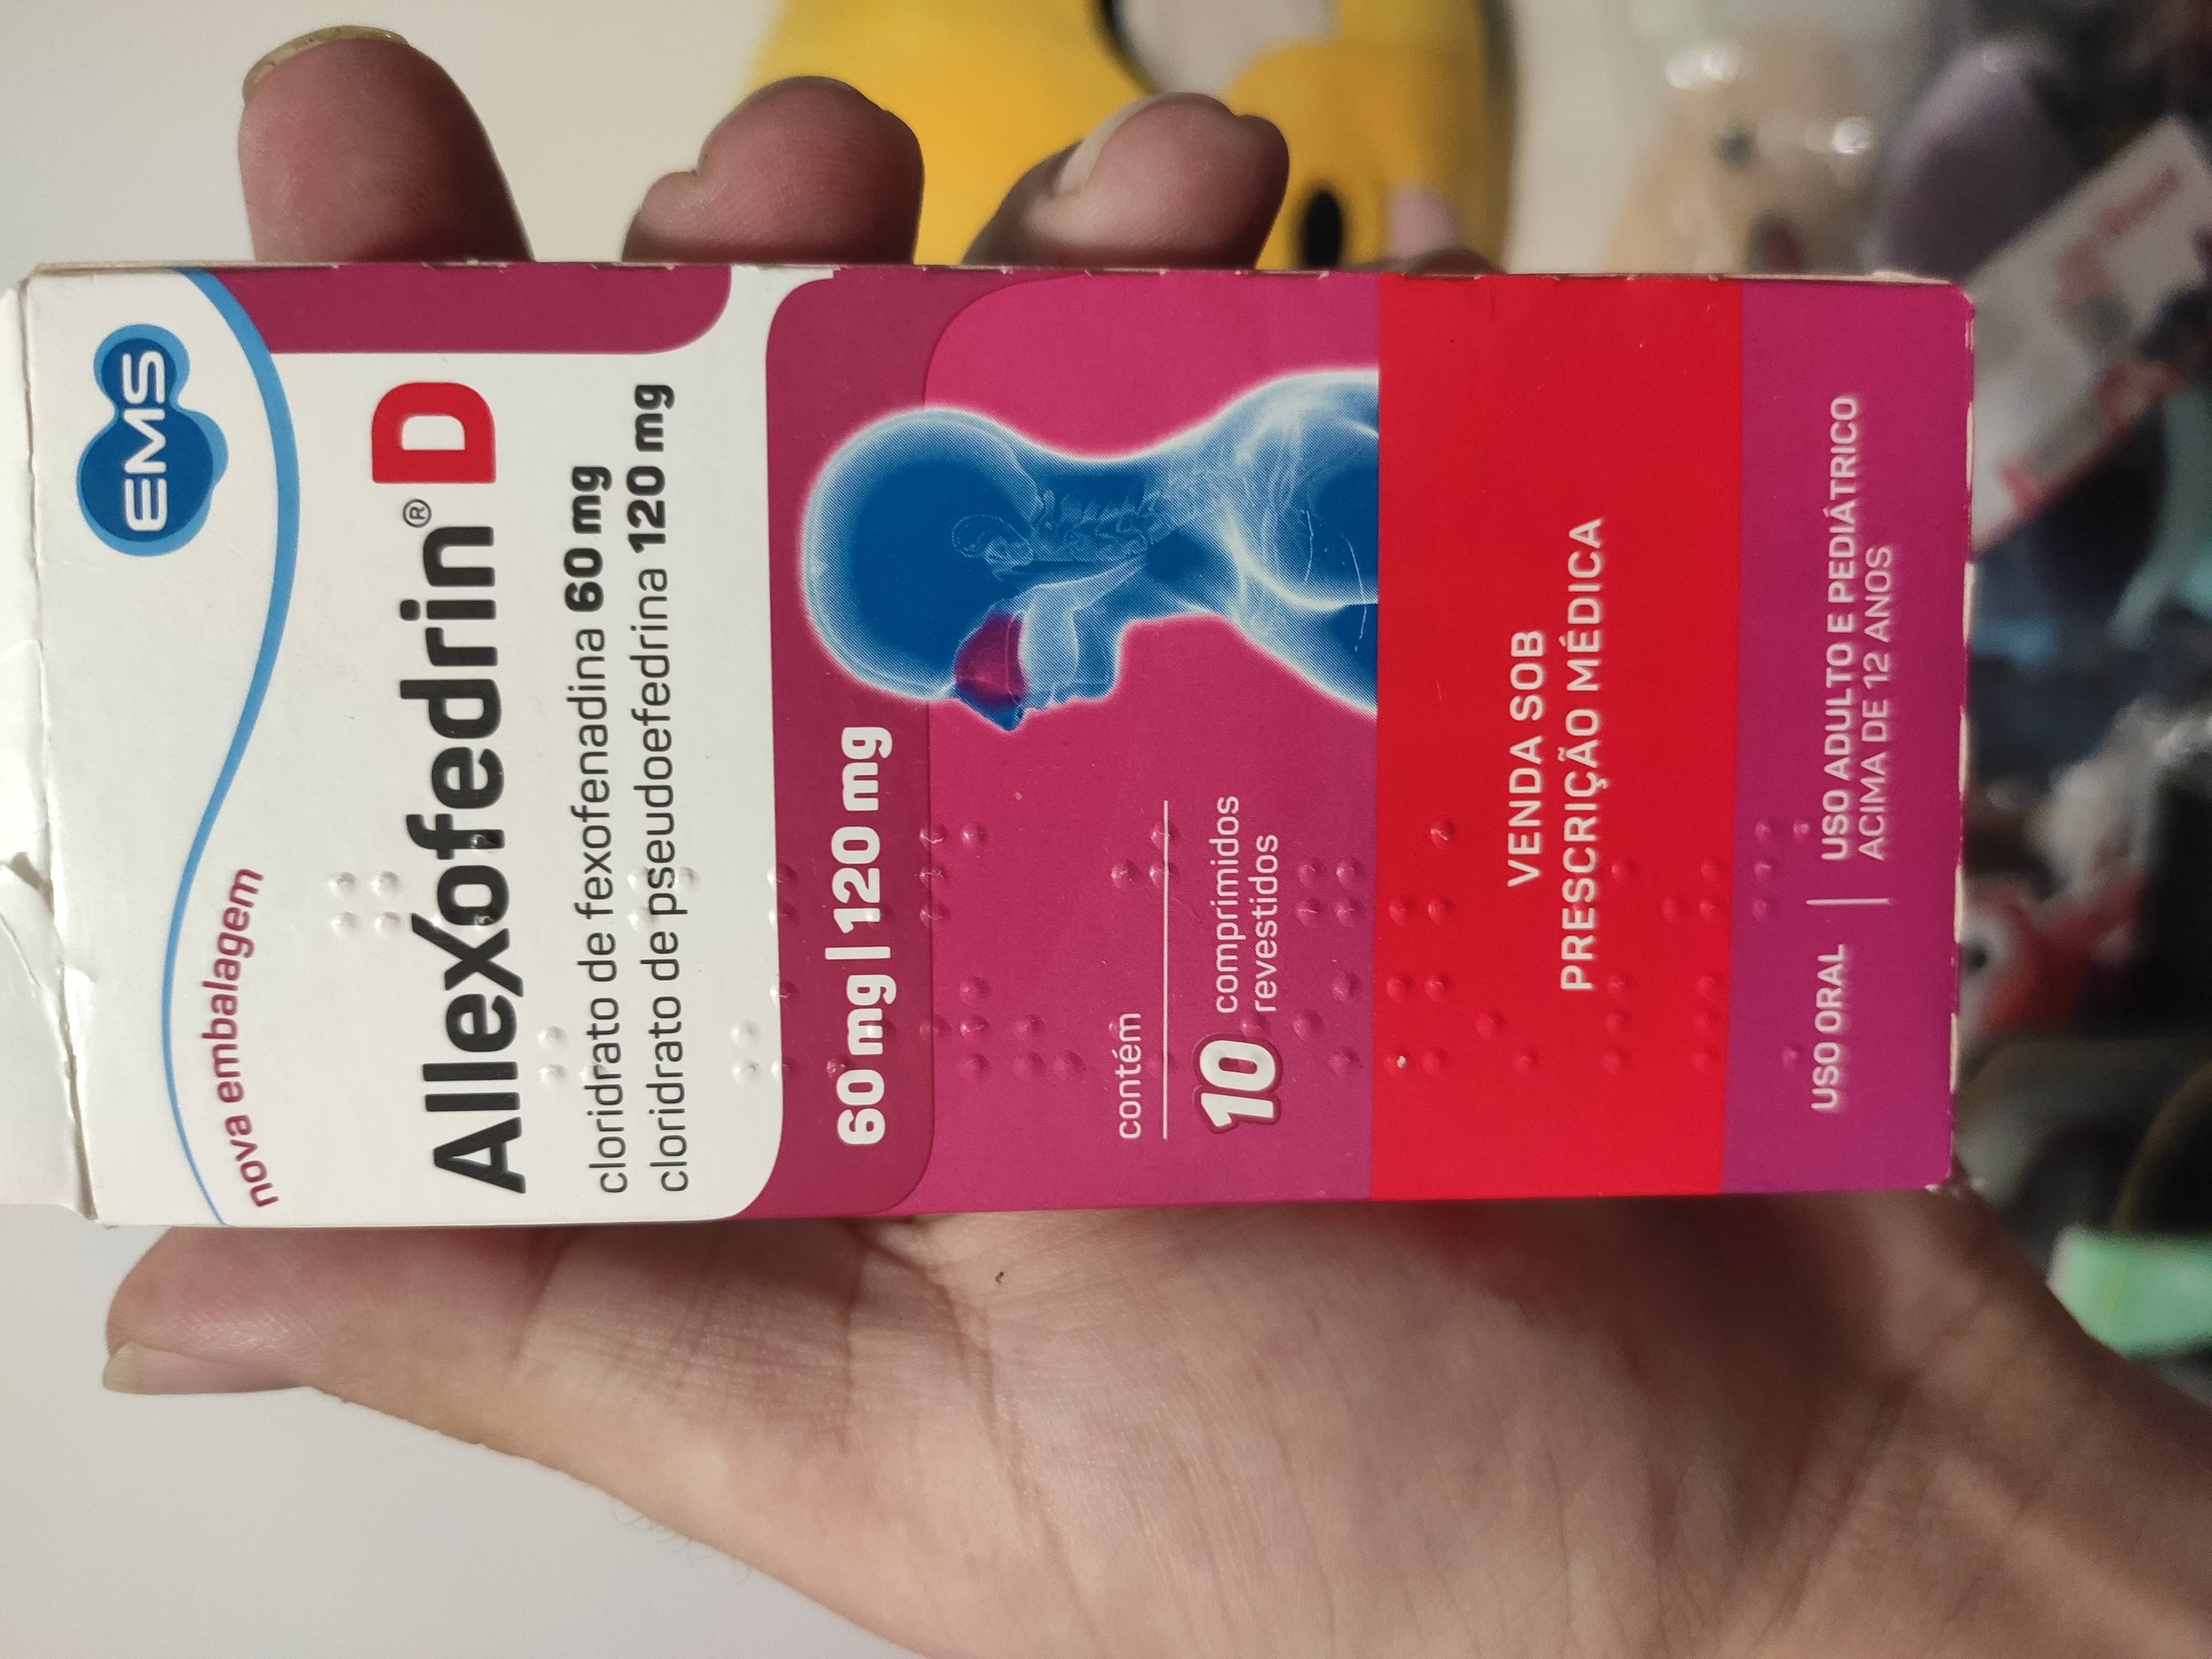 EMS
nova embalagem
Allexofedrin® D
cloridrato de fexofenadina 60 mg
cloridrato de pseudoefedrina 120 mg
60 mg | 120 mg
contém
10 comprimidos
revestidos
VENDA SOB
PRESCRIÇÃO MÉDICA
USO ORAL | USO ADULTO E PEDIÁTRICO
ACIMA DE 12 ANOS